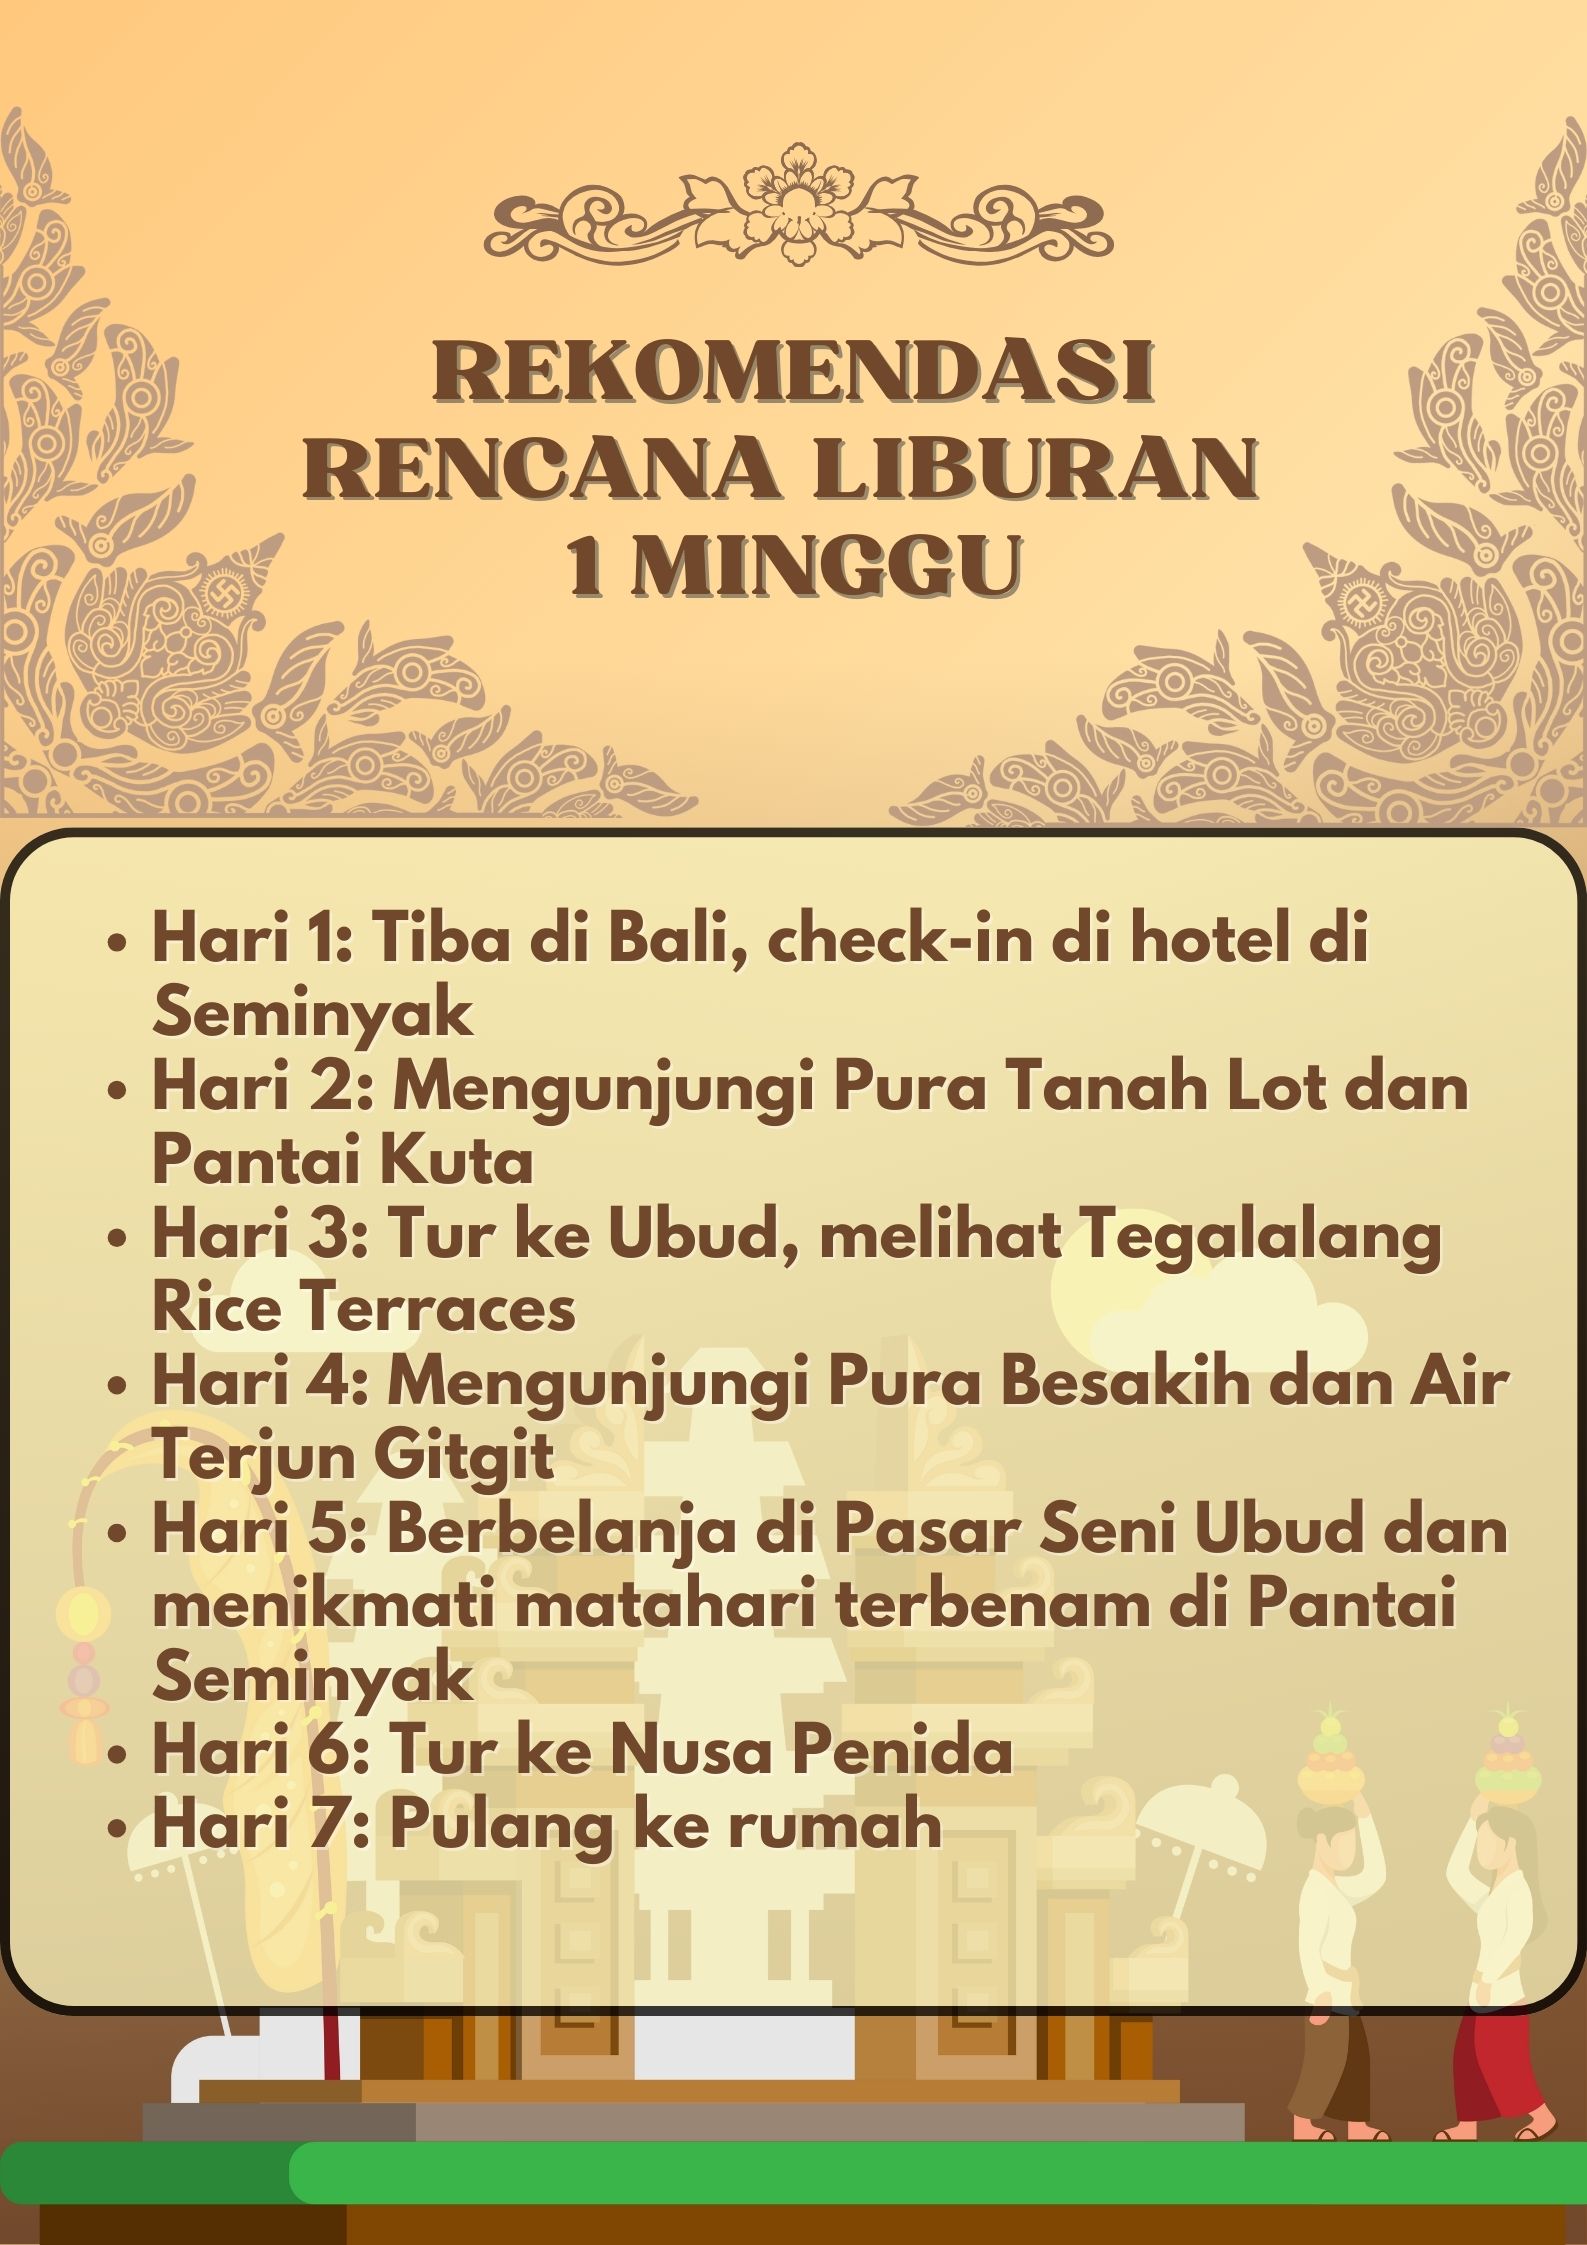 REKOMENDASI
RENCANA LIBURAN
1 MINGGU
• Hari 1: Tiba di Bali, check-in di hotel di
Seminyak
• Hari 2: Mengunjungi Pura Tanah Lot dan
Pantai Kuta
• Hari 3: Tur ke Ubud, melihat Tegalalang
Rice Terraces
• Hari 4: Mengunjungi Pura Besakih dan Air
Terjun Gitgit
• Hari 5: Berbelanja di Pasar Seni Ubud dan
menikmati matahari terbenam di Pantai
Seminyak
• Hari 6: Tur ke Nusa Penida
• Hari 7: Pulang ke rumah